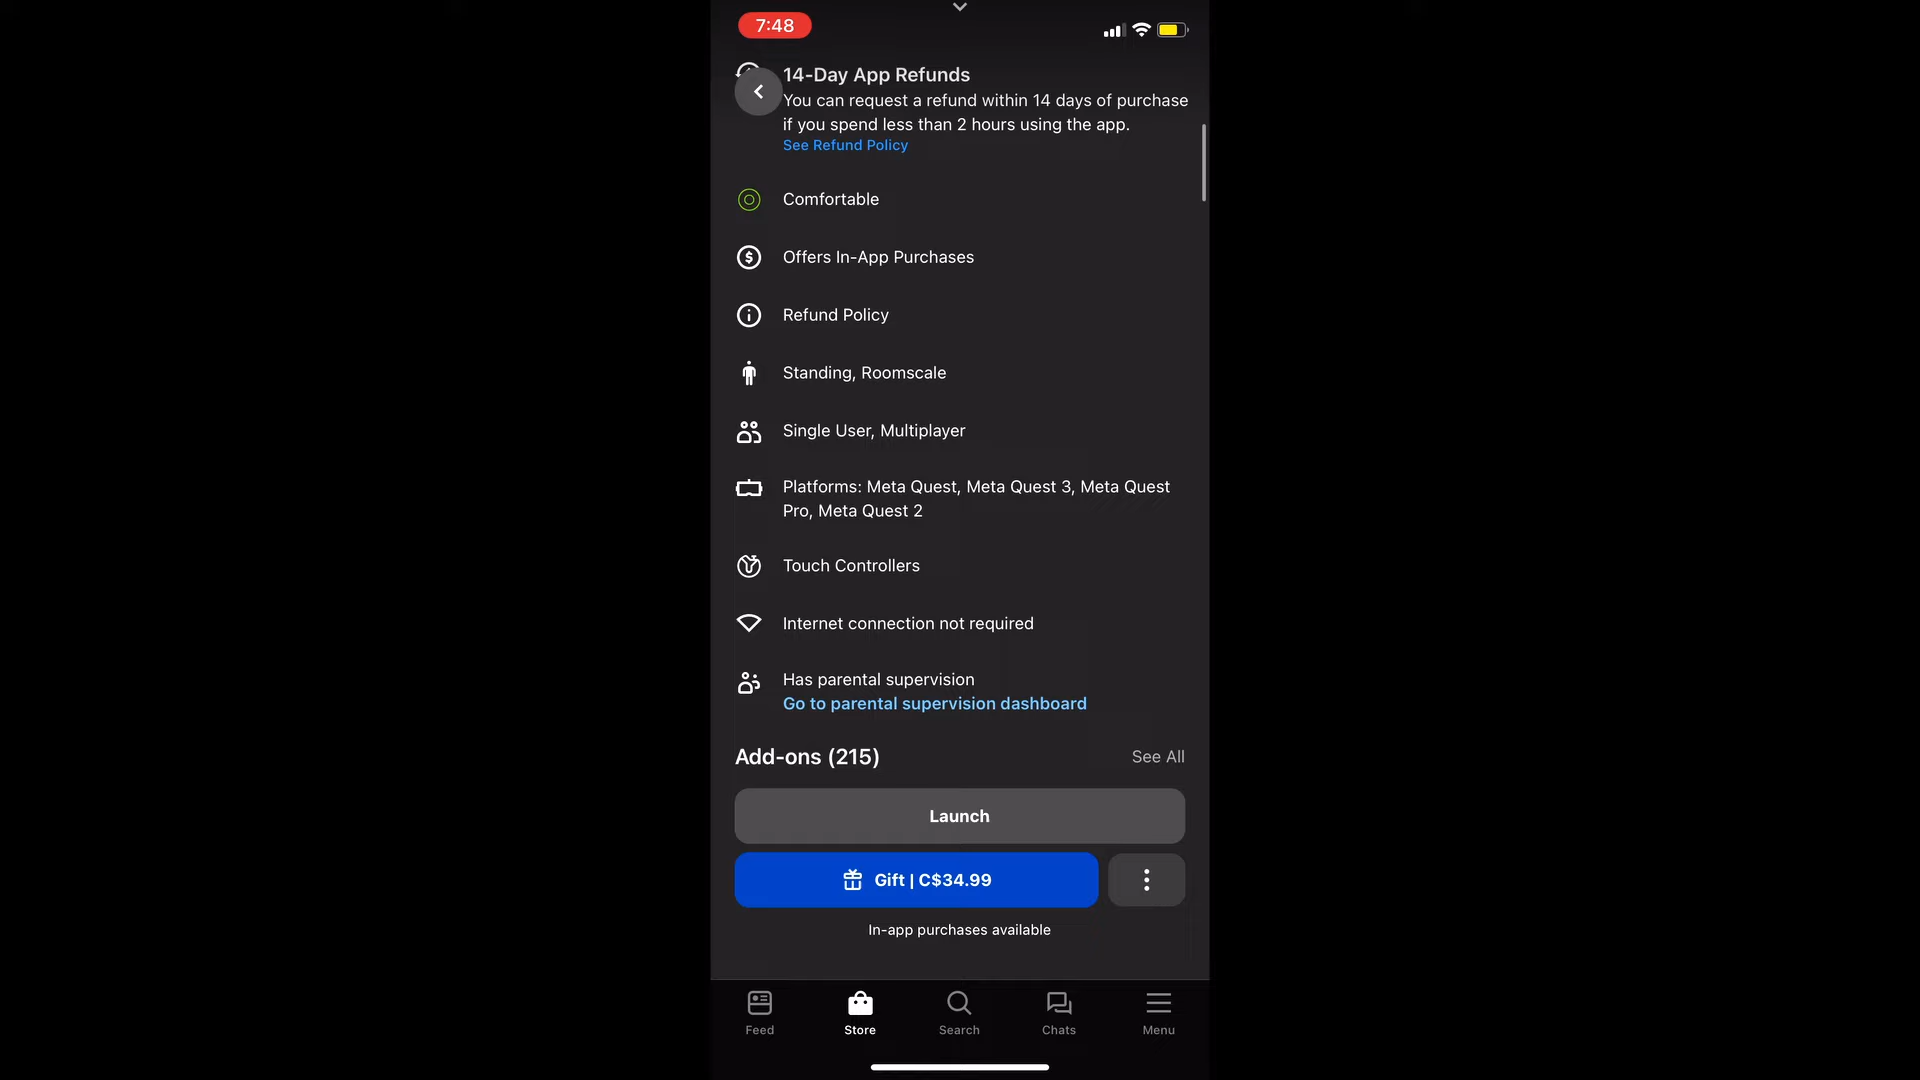 7:48
14-Day App Refunds
You can request a refund within 14 days of purchase
if you spend less than 2 hours using the app.
See Refund Policy
Comfortable
Offers In-App Purchases
Refund Policy
Standing, Roomscale
Single User, Multiplayer
Platforms: Meta Quest, Meta Quest 3, Meta Quest
Pro, Meta Quest 2
Touch Controllers
Internet connection not required
Has parental supervision
Go to parental supervision dashboard
Add-ons (215) See All
Launch
Gift | C$34.99
In-app purchases available
Feed Store Search Chats Menu